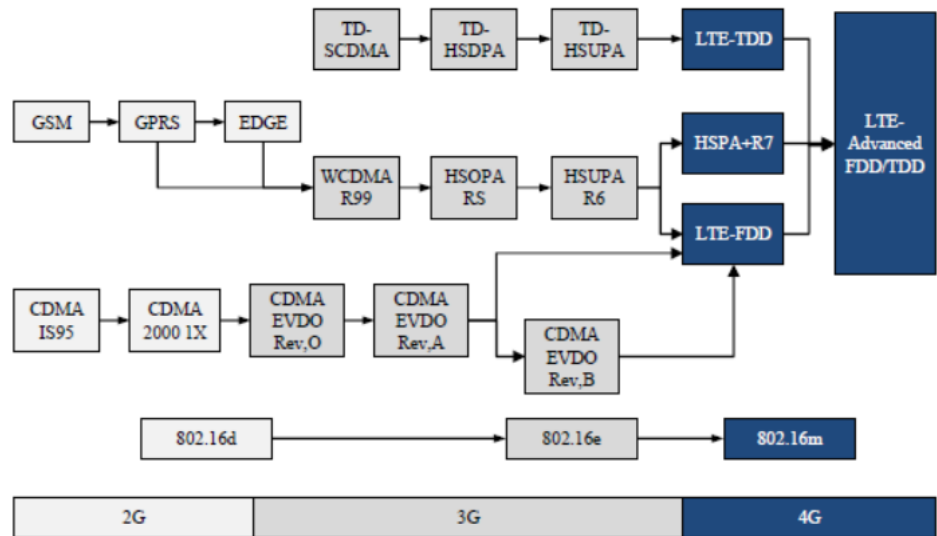 TD-
SCDMA
TD-
HSDPA
TD-
HSUPA
LTE-TDD
GSM
GPRS
EDGE
HSPA+R7
LTE-
Advanced
FDD/TDD
WCDMA
R99
HSOPA
RS
HSUPA
R6
LTE-FDD
CDMA
IS95
CDMA
2000 1X
CDMA
EVDO
Rev,O
CDMA
EVDO
Rev,A
CDMA
EVDO
Rev,B
802.16d
802.16e
802.16m
2G
3G
4G